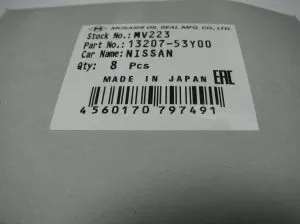 MUSASHI OIL SEAL MFG. CO., LTD.
Stock No.: MV223
Part No.: 13207-53Y00
Car Name: NISSAN
Qty: 8 Pcs
MADE IN JAPAN EAC
4560170 797491